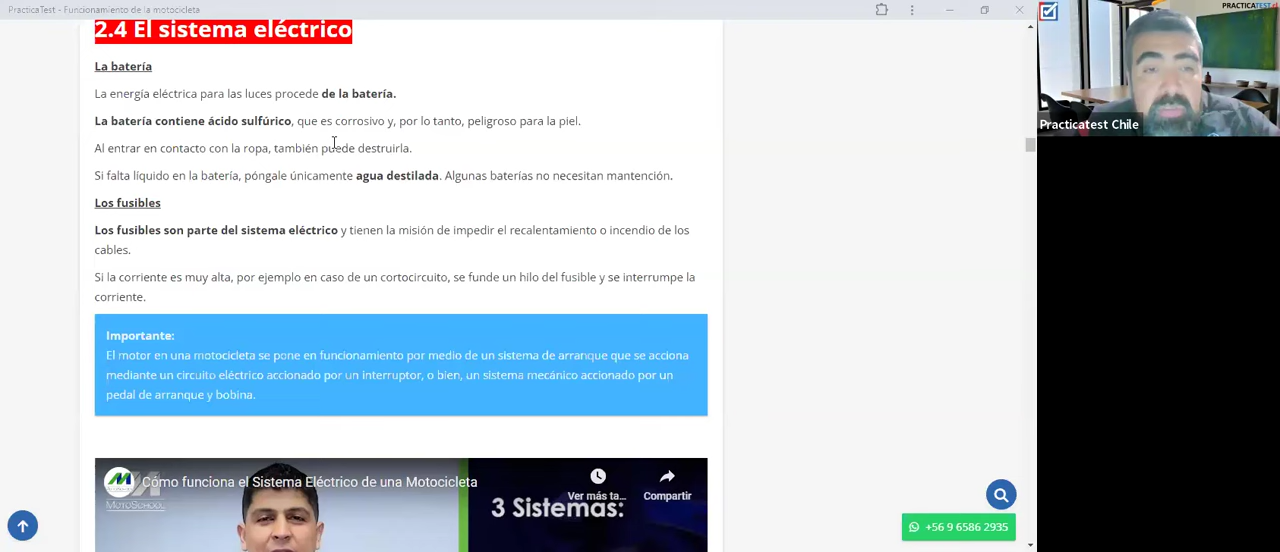 PracticaTest - Funcionamiento de la motocicleta
PRACTICATEST.cl
2.4 El sistema eléctrico
La batería
La energía eléctrica para las luces procede de la batería.
La batería contiene ácido sulfúrico, que es corrosivo y, por lo tanto, peligroso para la piel.
Practicatest Chile
Al entrar en contacto con la ropa, también puede destruirla.
Si falta líquido en la batería, póngale únicamente agua destilada. Algunas baterías no necesitan mantención.
Los fusibles
Los fusibles son parte del sistema eléctrico y tienen la misión de impedir el recalentamiento o incendio de los
cables.
Si la corriente es muy alta, por ejemplo en caso de un cortocircuito, se funde un hilo del fusible y se interrumpe la
corriente.
Importante:
El motor en una motocicleta se pone en funcionamiento por medio de un sistema de arranque que se acciona
mediante un circuito eléctrico accionado por un interruptor, o bien, un sistema mecánico accionado por un
pedal de arranque y bobina.
Cómo funciona el Sistema Eléctrico de una Motocicleta
Ver más ta...
Compartir
MOTOSCHOOL
3 Sistemas:
+56 9 6586 2935